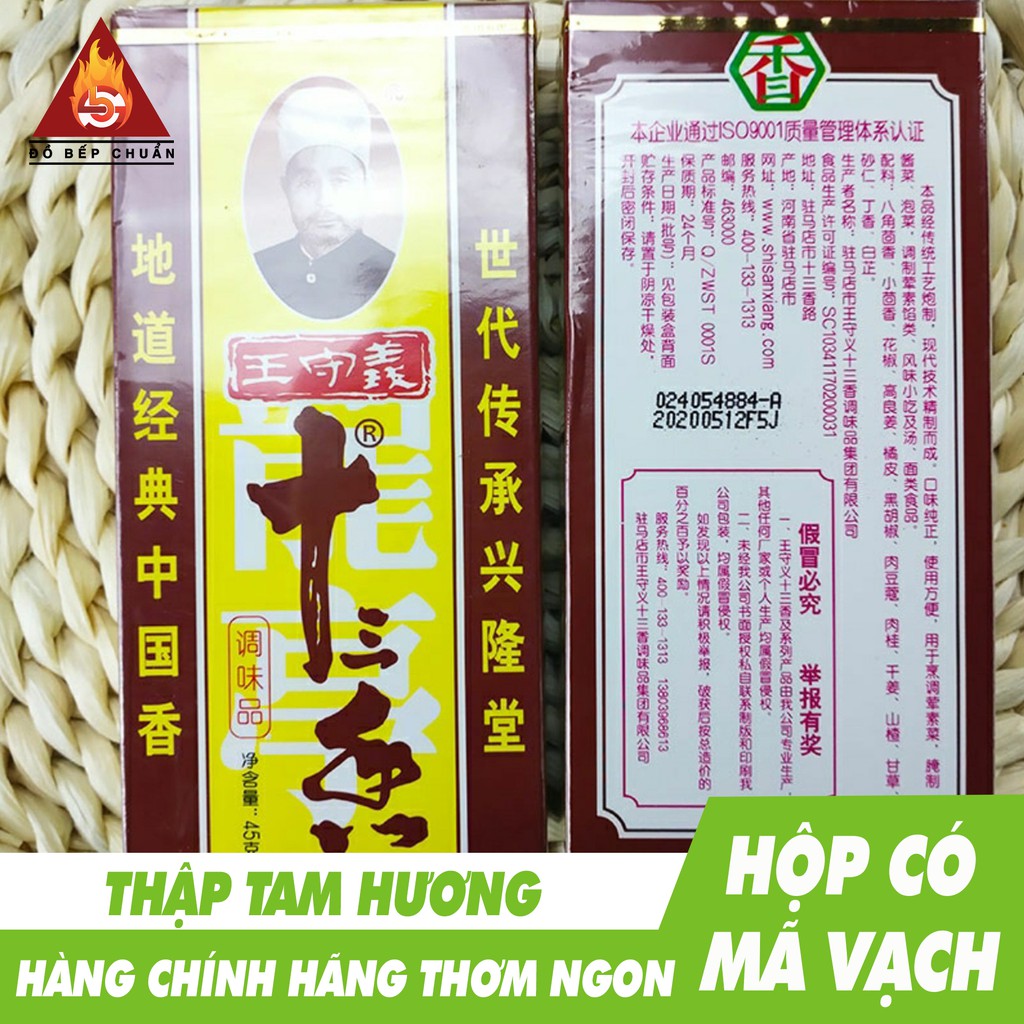 5C
ĐỒ BẾP CHUẨN
世代传承兴隆堂
地道经典中国香
王守義
龍亭
十三香
®
调味品
净含量:45克
香
本企业通过ISO9001质量管理体系认证
本品经传统工艺炮制,现代技术精制而成。口味纯正,使用方便,用于烹调荤素菜,腌制
酱菜、泡菜,调制荤素馅类、风味小吃及汤、面类食品。
配料:八角茴香、小茴香、花椒、高良姜、橘皮、黑胡椒、肉豆蔻、肉桂、干姜、山楂、甘草、
砂仁、丁香、白芷。
生产者名称:驻马店市王守义十三香调味品集团有限公司
食品生产许可证编号:SC10341170200031
地址:驻马店市十三香路
产地:河南省驻马店市
网址:www.shisanxiang.com
服务热线:400-133-1313
邮编:463000
产品标准号:Q/ZWST 0001S
保质期:24个月
生产日期(批号):见包装盒背面
贮存条件:请置于阴凉干燥处,
开封后密闭保存。
024054884-A
20200512F5J
假冒必究 举报有奖
一、王守义十三香及系列产品由我公司专业生产,
其他任何厂家或个人生产均属假冒侵权。
二、未经我公司书面授权私自联系制版和印刷我
公司包装,均属假冒侵权。
如发现以上情况请积极举报,破获后按总造价的
百分之百予以奖励。
服务热线:400-133-1313 13803968613
驻马店市王守义十三香调味品集团有限公司
THẬP TAM HƯƠNG
HÀNG CHÍNH HÃNG THƠM NGON
HỘP CÓ
MÃ VẠCH